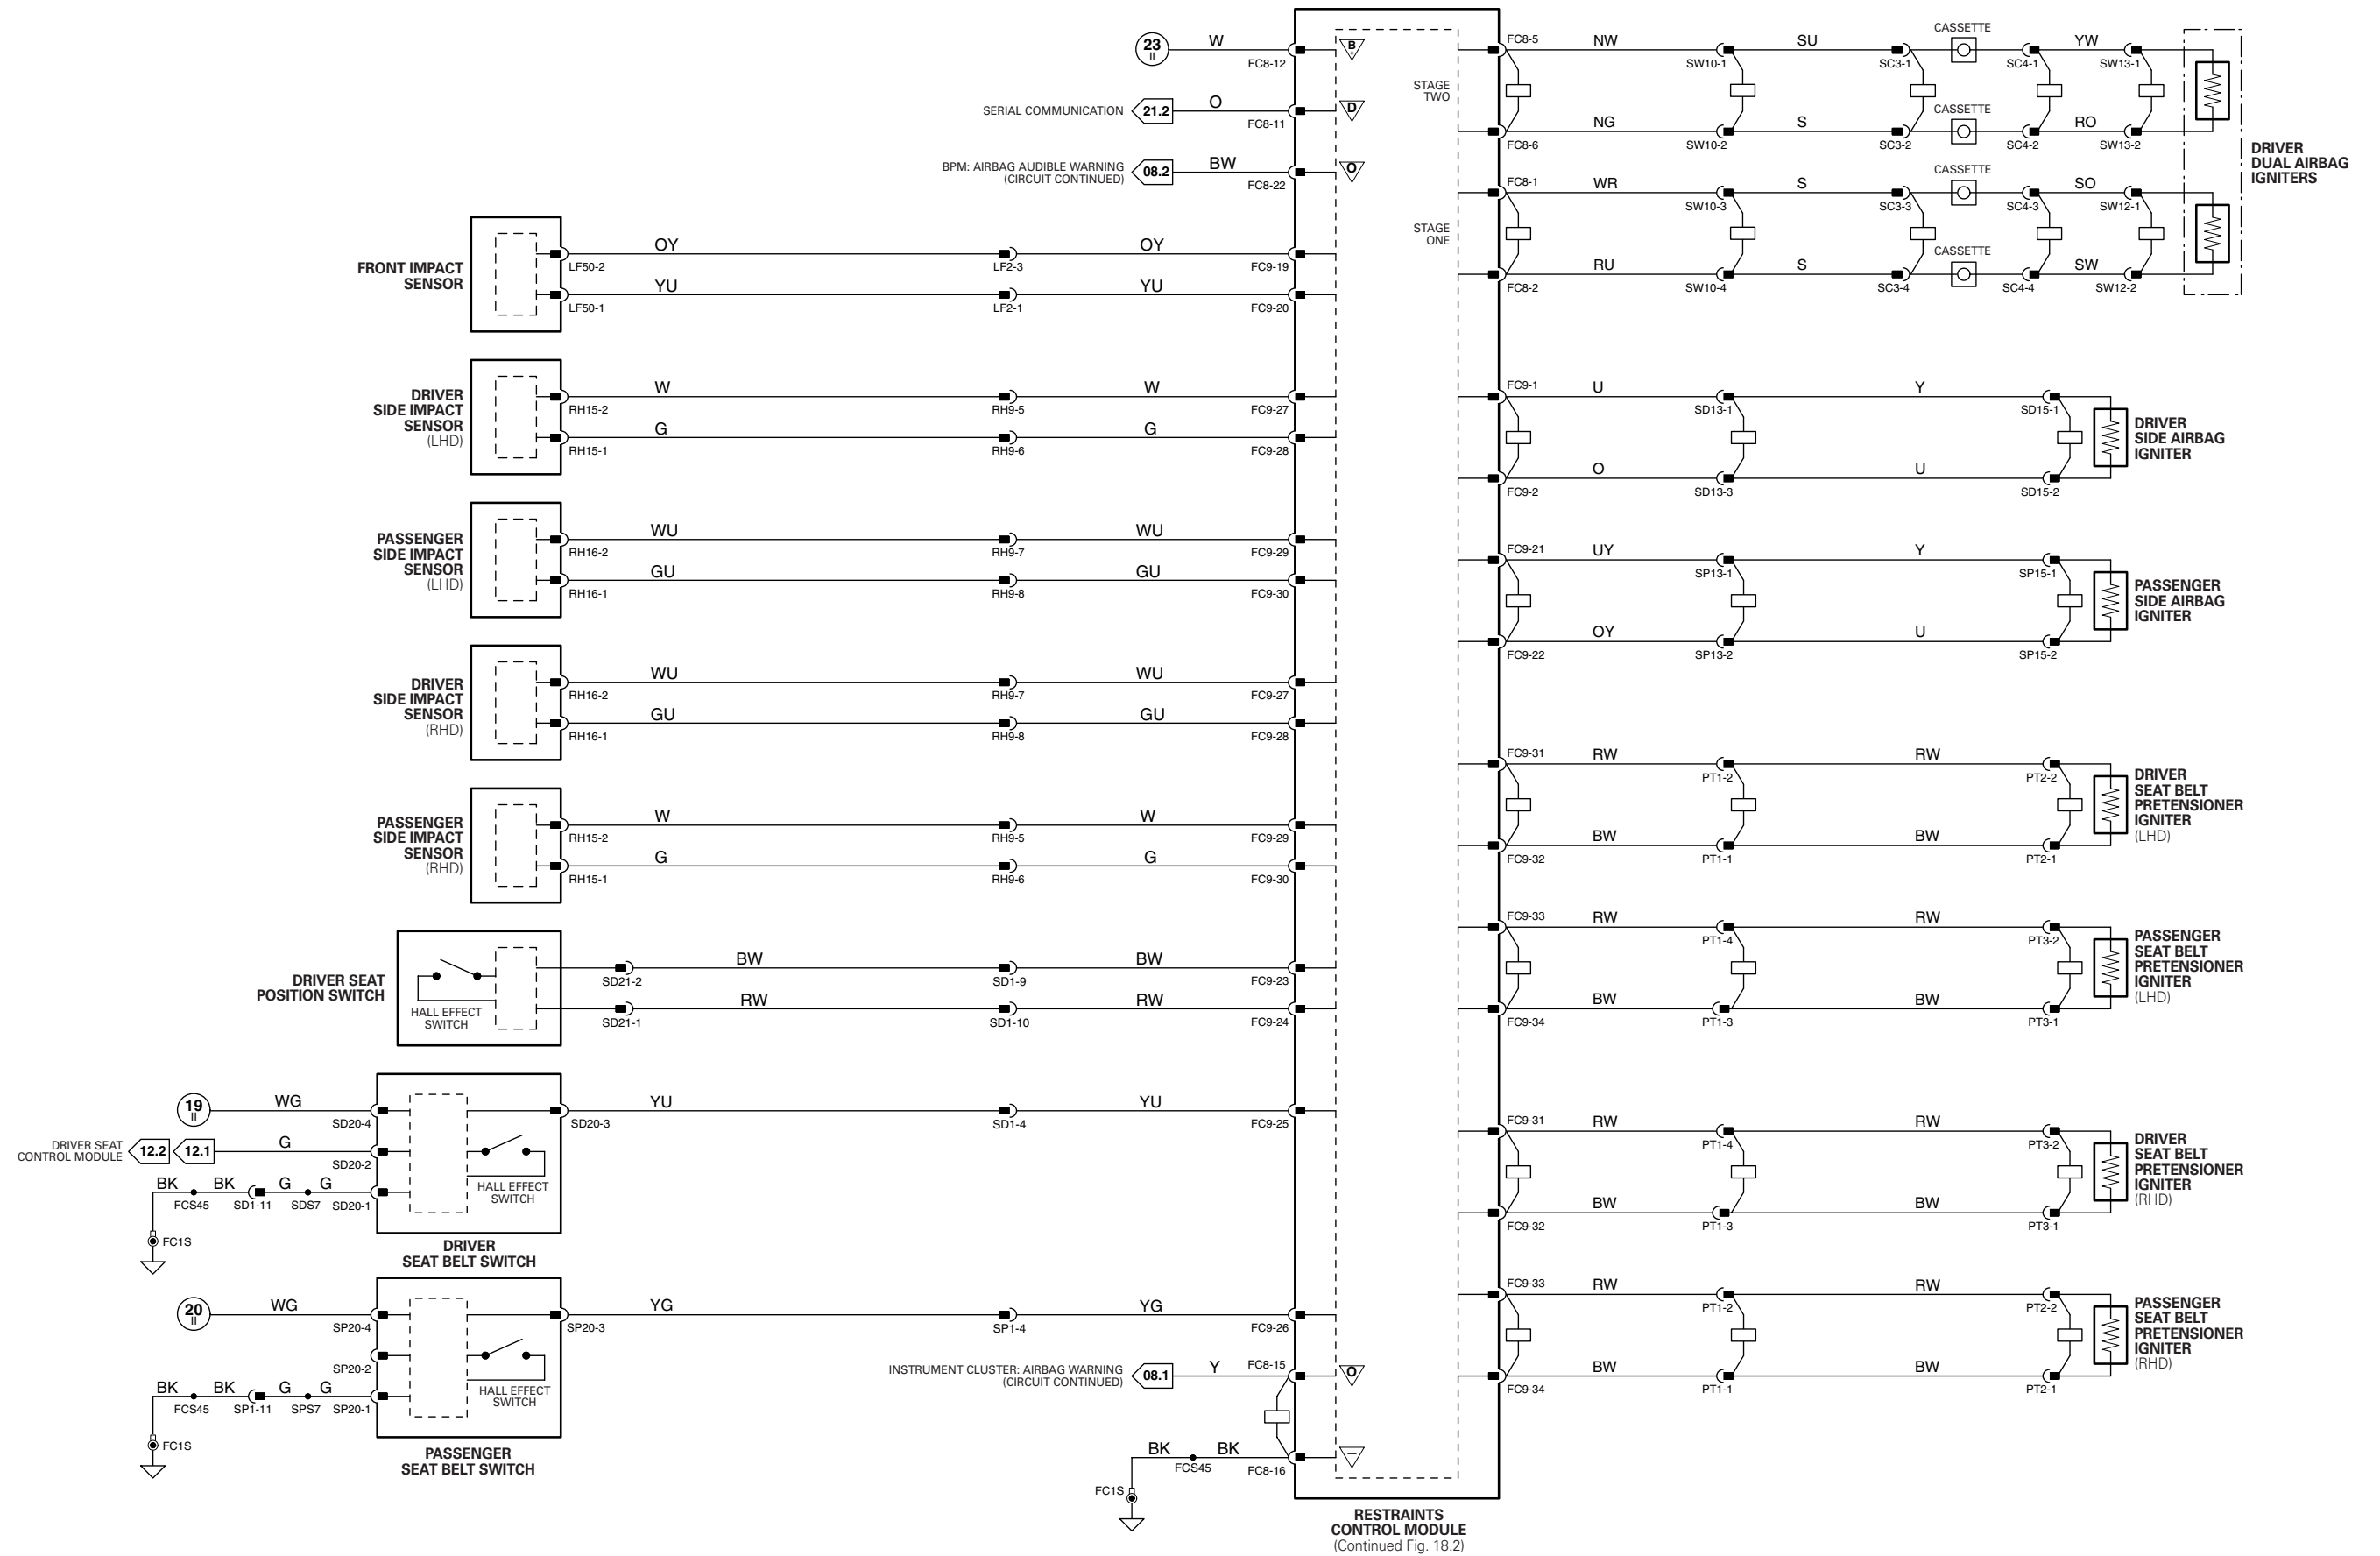 23
II
W
FC8-12
B
+
SERIAL COMMUNICATION
21.2
O
FC8-11
D
BPM: AIRBAG AUDIBLE WARNING
(CIRCUIT CONTINUED)
08.2
BW
FC8-22
O
STAGE
TWO
STAGE
ONE
FC8-5
NW
SW10-1
SU
SC3-1
CASSETTE
SC4-1
YW
SW13-1
FC8-6
NG
SW10-2
S
SC3-2
CASSETTE
SC4-2
RO
SW13-2
FC8-1
WR
SW10-3
S
SC3-3
CASSETTE
SC4-3
SO
SW12-1
FC8-2
RU
SW10-4
S
SC3-4
CASSETTE
SC4-4
SW
SW12-2
DRIVER
DUAL AIRBAG
IGNITERS
FRONT IMPACT
SENSOR
OY
LF50-2
LF2-3
OY
FC9-19
YU
LF50-1
LF2-1
YU
FC9-20
DRIVER
SIDE IMPACT
SENSOR
(LHD)
W
RH15-2
RH9-5
W
FC9-27
G
RH15-1
RH9-6
G
FC9-28
FC9-1
U
SD13-1
Y
SD15-1
FC9-2
O
SD13-3
U
SD15-2
DRIVER
SIDE AIRBAG
IGNITER
PASSENGER
SIDE IMPACT
SENSOR
(LHD)
WU
RH16-2
RH9-7
WU
FC9-29
GU
RH16-1
RH9-8
GU
FC9-30
FC9-21
UY
SP13-1
Y
SP15-1
FC9-22
OY
SP13-2
U
SP15-2
PASSENGER
SIDE AIRBAG
IGNITER
DRIVER
SIDE IMPACT
SENSOR
(RHD)
WU
RH16-2
RH9-7
WU
FC9-27
GU
RH16-1
RH9-8
GU
FC9-28
FC9-31
RW
PT1-2
RW
PT2-2
FC9-32
BW
PT1-1
BW
PT2-1
DRIVER
SEAT BELT
PRETENSIONER
IGNITER
(LHD)
PASSENGER
SIDE IMPACT
SENSOR
(RHD)
W
RH15-2
RH9-5
W
FC9-29
G
RH15-1
RH9-6
G
FC9-30
FC9-33
RW
PT1-4
RW
PT3-2
FC9-34
BW
PT1-3
BW
PT3-1
PASSENGER
SEAT BELT
PRETENSIONER
IGNITER
(LHD)
DRIVER SEAT
POSITION SWITCH
HALL EFFECT
SWITCH
SD21-2
BW
SD1-9
BW
FC9-23
SD21-1
RW
SD1-10
RW
FC9-24
19
II
WG
SD20-4
DRIVER SEAT
CONTROL MODULE
12.2
12.1
G
SD20-2
BK
FCS45
BK
SD1-11
G
SDS7
G
SD20-1
FC1S
HALL EFFECT
SWITCH
DRIVER
SEAT BELT SWITCH
SD20-3
YU
SD1-4
YU
FC9-25
FC9-31
RW
PT1-4
RW
PT3-2
FC9-32
BW
PT1-3
BW
PT3-1
DRIVER
SEAT BELT
PRETENSIONER
IGNITER
(RHD)
20
II
WG
SP20-4
SP20-2
BK
FCS45
BK
SP1-11
G
SPS7
G
SP20-1
FC1S
HALL EFFECT
SWITCH
PASSENGER
SEAT BELT SWITCH
SP20-3
YG
SP1-4
YG
FC9-26
FC9-33
RW
PT1-2
RW
PT2-2
FC9-34
BW
PT1-1
BW
PT2-1
PASSENGER
SEAT BELT
PRETENSIONER
IGNITER
(RHD)
INSTRUMENT CLUSTER: AIRBAG WARNING
(CIRCUIT CONTINUED)
08.1
Y
FC8-15
O
BK
FCS45
BK
FC8-16
–
FC1S
RESTRAINTS
CONTROL MODULE
(Continued Fig. 18.2)